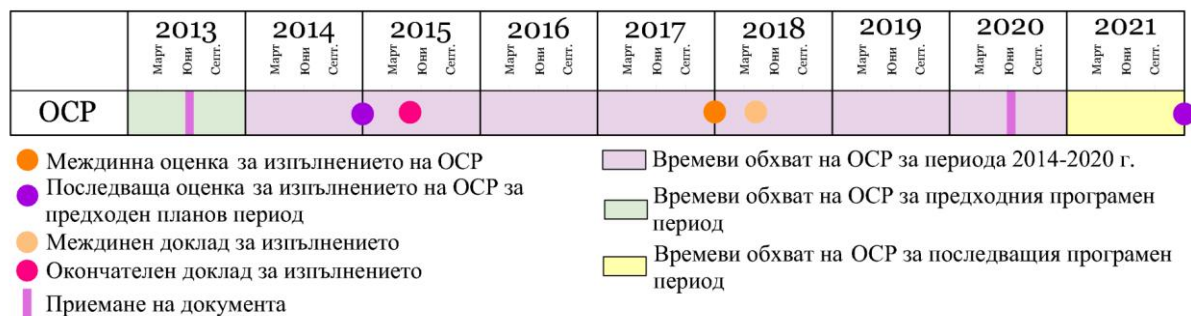 2013 2014 2015 2016 2017 2018 2019 2020 2021
Март Юни Септ. Март Юни Септ. Март Юни Септ. Март Юни Септ. Март Юни Септ. Март Юни Септ. Март Юни Септ. Март Юни Септ. Март Юни Септ.
ОСР
Междинна оценка за изпълнението на ОСР
Последваща оценка за изпълнението на ОСР за
предходен планов период
Междинен доклад за изпълнението
Окончателен доклад за изпълнението
Приемане на документа
Времеви обхват на ОСР за периода 2014-2020 г.
Времеви обхват на ОСР за предходния програмен
период
Времеви обхват на ОСР за последващия програмен
период